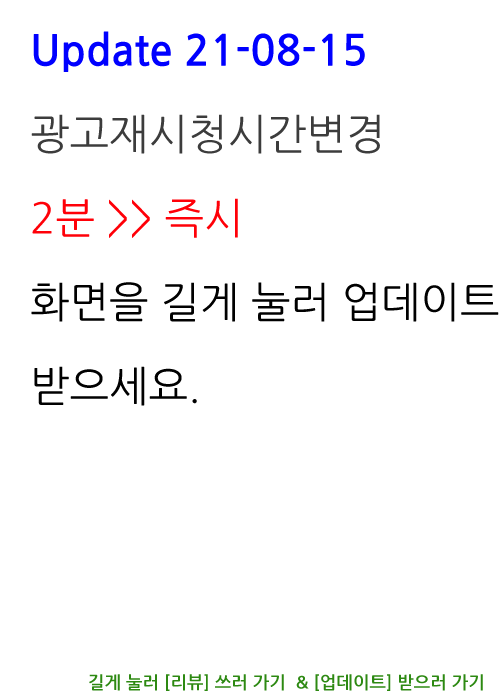 Update 21-08-15
광고재시청시간변경
2분 >> 즉시
화면을 길게 눌러 업데이트
받으세요.
길게 눌러 [리뷰] 쓰러 가기 & [업데이트] 받으러 가기